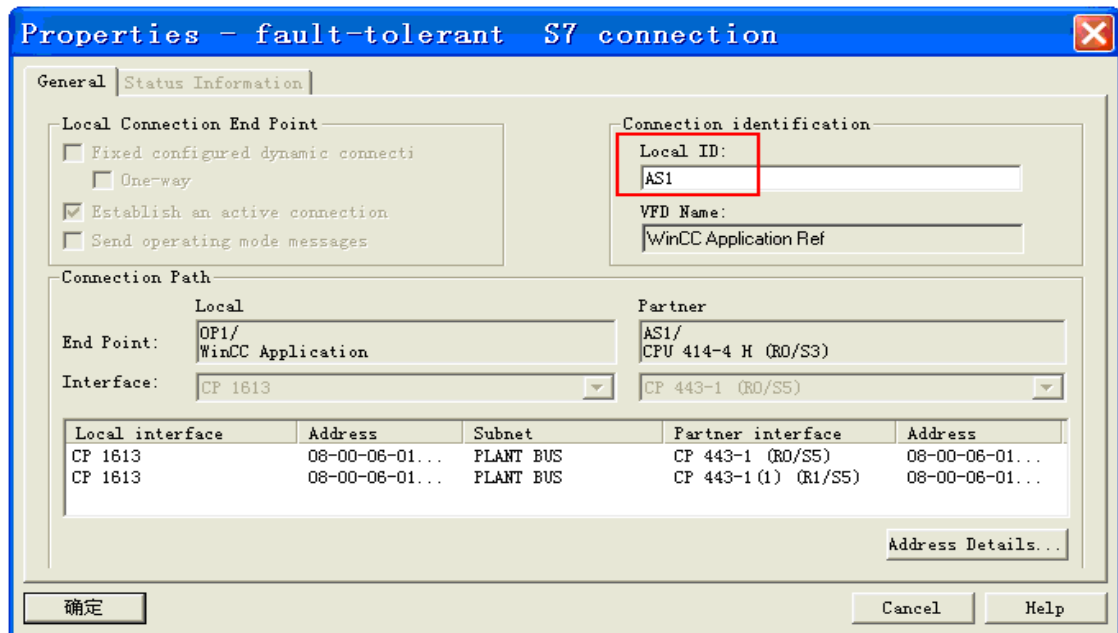 Properties - fault-tolerant S7 connection
General Status Information
Local Connection End Point
Fixed configured dynamic connecti
One-way
Establish an active connection
Send operating mode messages
Connection identification
Local ID:
AS1
VFD Name:
WinCC Application Ref
Connection Path
Local Partner
End Point:
OP1/
WinCC Application
AS1/
CPU 414-4 H (R0/S3)
Interface: CP 1613 CP 443-1 (R0/S5)
Local interface Address Subnet Partner interface Address
CP 1613 08-00-06-01... PLANT BUS CP 443-1 (R0/S5) 08-00-06-01...
CP 1613 08-00-06-01... PLANT BUS CP 443-1(1) (R1/S5) 08-00-06-01...
Address Details...
确定 Cancel Help